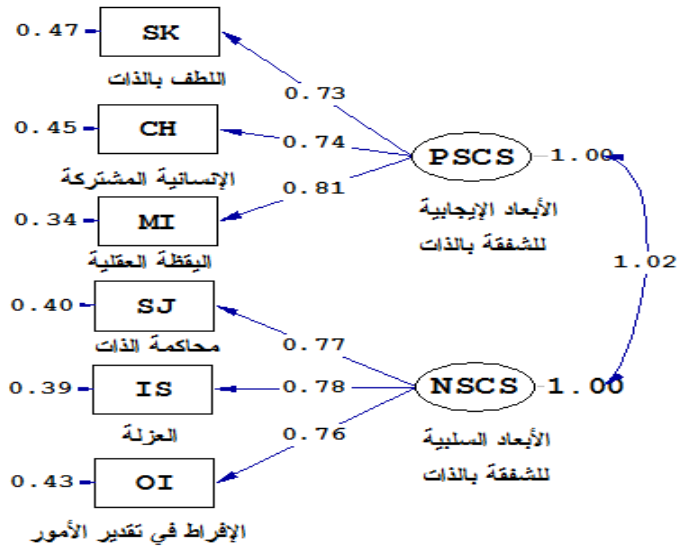 0.47
SK
اللطف بالذات
0.73
0.45
CH
0.74
الإنسانية المشتركة
PSCS
1.00
0.81
الأبعاد الإيجابية
للشفقة بالذات
0.34
MI
اليقظة العقلية
1.02
0.40
SJ
محاكمة الذات
0.77
0.39
IS
0.78
NSCS
1.00
العزلة
0.76
الأبعاد السلبية
للشفقة بالذات
0.43
OI
الإفراط في تقدير الأمور